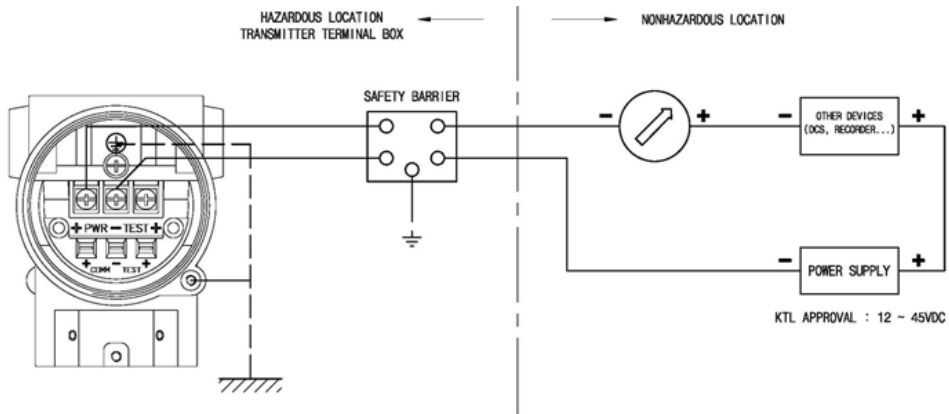 HAZARDOUS LOCATION
TRANSMITTER TERMINAL BOX
NONHAZARDOUS LOCATION
SAFETY BARRIER
- +
- OTHER DEVICES +
(DCS, RECORDER...)
+ PWR - TEST +
+ - +
COMM TEST
- POWER SUPPLY +
KTL APPROVAL : 12 ~ 45VDC